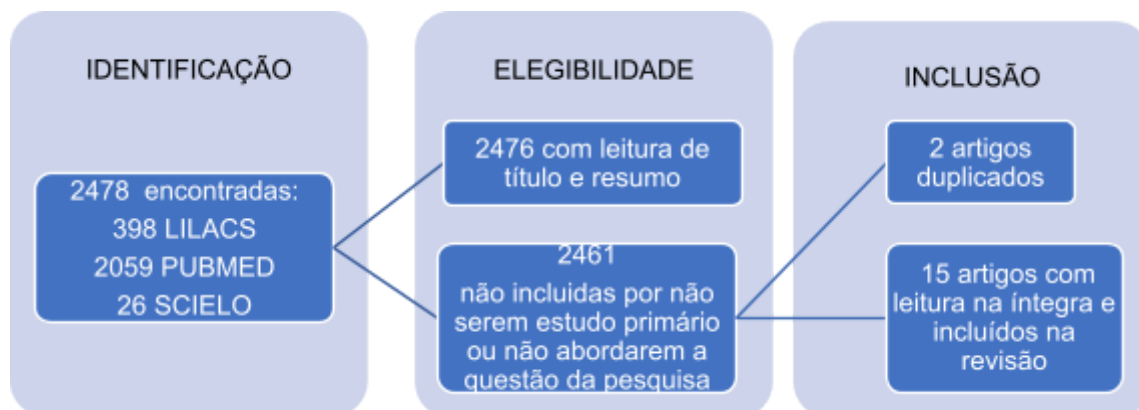 IDENTIFICAÇÃO
2478 encontradas:
398 LILACS
2059 PUBMED
26 SCIELO
ELEGIBILIDADE
2476 com leitura de
título e resumo
2461
não incluidas por não
serem estudo primário
ou não abordarem a
questão da pesquisa
INCLUSÃO
2 artigos
duplicados
15 artigos com
leitura na íntegra e
incluídos na
revisão